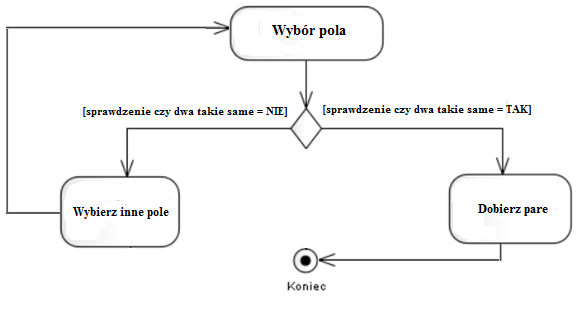 Wybór pola
[sprawdzenie czy dwa takie same = NIE]
[sprawdzenie czy dwa takie same = TAK]
Wybierz inne pole
Dobierz pare
Koniec